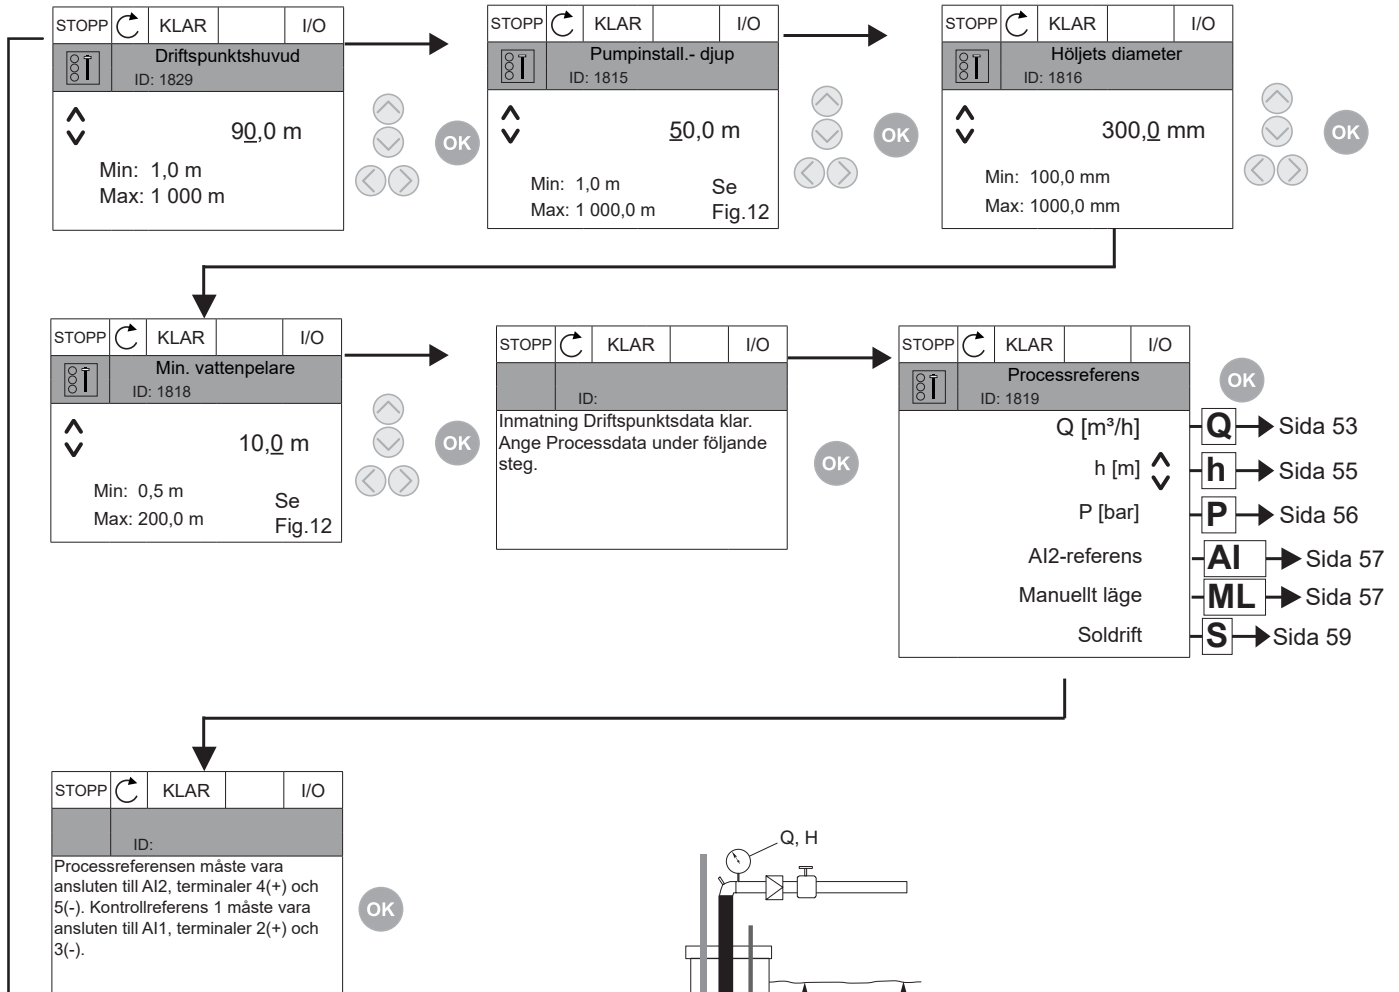 STOPP KLAR I/O
Driftspunktshuvud
ID: 1829
90,0 m
Min: 1,0 m
Max: 1 000 m
OK
STOPP KLAR I/O
Pumpinstall.- djup
ID: 1815
50,0 m
Min: 1,0 m
Max: 1 000,0 m
Se
Fig.12
OK
STOPP KLAR I/O
Höljets diameter
ID: 1816
300,0 mm
Min: 100,0 mm
Max: 1000,0 mm
OK
STOPP KLAR I/O
Min. vattenpelare
ID: 1818
10,0 m
Min: 0,5 m
Max: 200,0 m
Se
Fig.12
OK
STOPP KLAR I/O
ID:
Inmatning Driftspunktsdata klar.
Ange Processdata under följande
steg.
OK
STOPP KLAR I/O
Processreferens
ID: 1819
OK
Q [m³/h] Q Sida 53
h [m] h Sida 55
P [bar] P Sida 56
AI2-referens AI Sida 57
Manuellt läge ML Sida 57
Soldrift S Sida 59
STOPP KLAR I/O
ID:
Processreferensen måste vara
ansluten till AI2, terminaler 4(+) och
5(-). Kontrollreferens 1 måste vara
ansluten till AI1, terminaler 2(+) och
3(-).
OK
Q, H